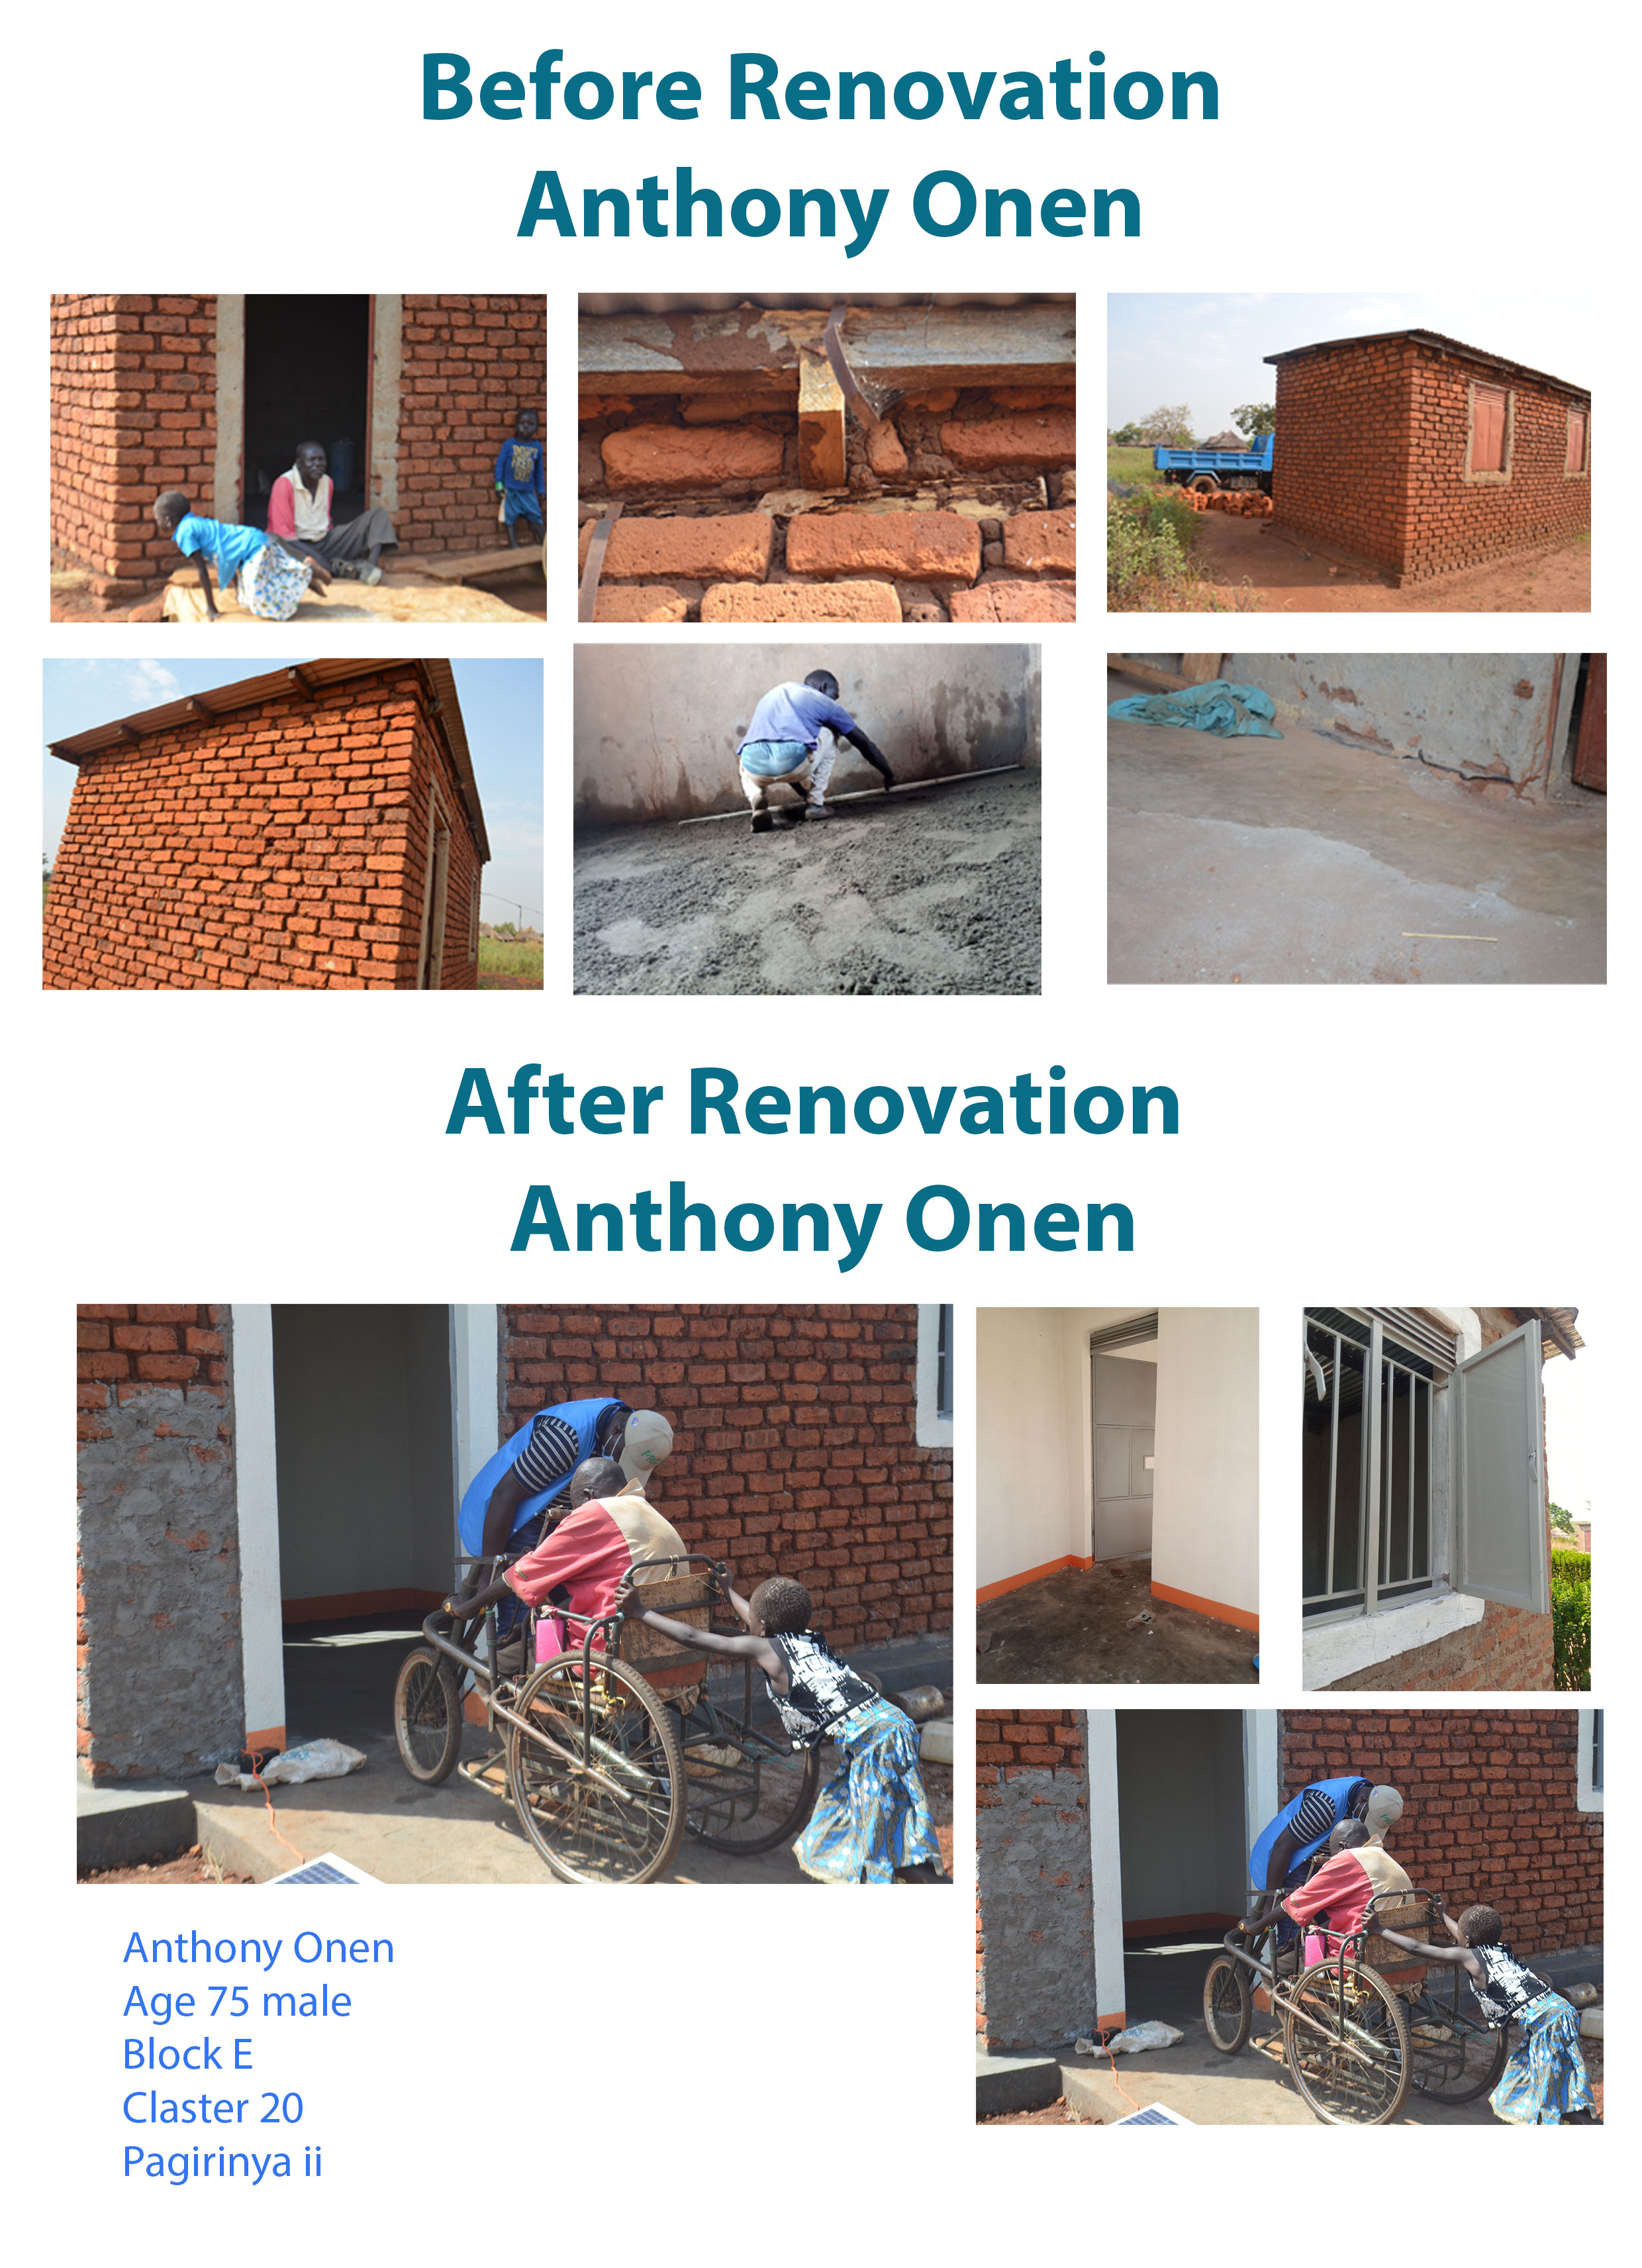 Before Renovation
Anthony Onen
After Renovation
Anthony Onen
Anthony Onen
Age 75 male
Block E
Claster 20
Pagirinya ii